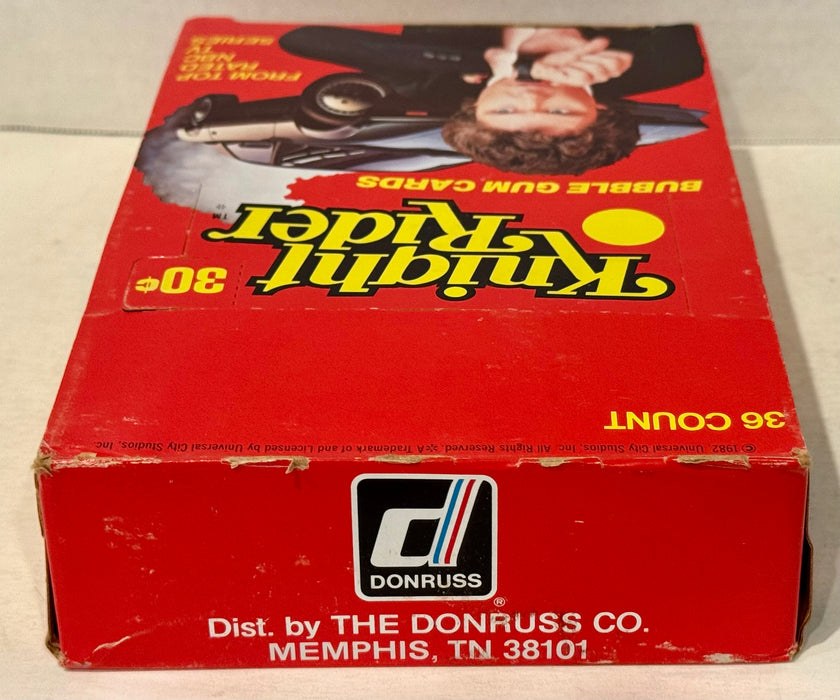 FROM TOP
RATED
NBC
TV
SERIES
BUBBLE GUM CARDS
Knight
Rider™
30¢
36 COUNT
© 1982, Universal City Studios, Inc. All Rights Reserved. ※A Trademark of and Licensed by Universal City Studios, Inc.
d
DONRUSS
®
Dist. by THE DONRUSS CO.
MEMPHIS, TN 38101